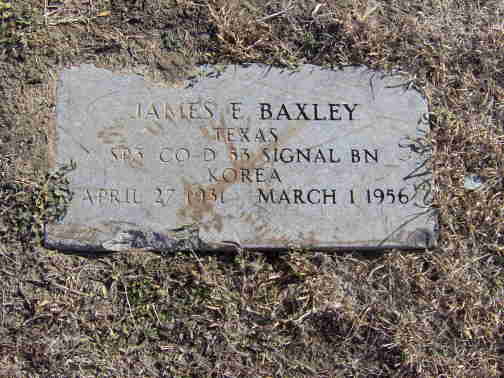 JAMES E BAXLEY
TEXAS
SP3 CO-D 53 SIGNAL BN
KOREA
APRIL 27 1931 MARCH 1 1956